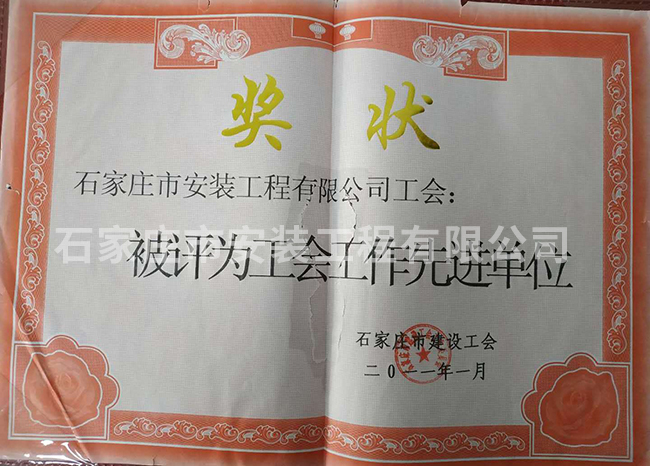 奖状
石家庄市安装工程有限公司工会：
石家庄市安装工程有限公司
被评为工会工作先进单位
石家庄市建设工会
二〇一一年一月